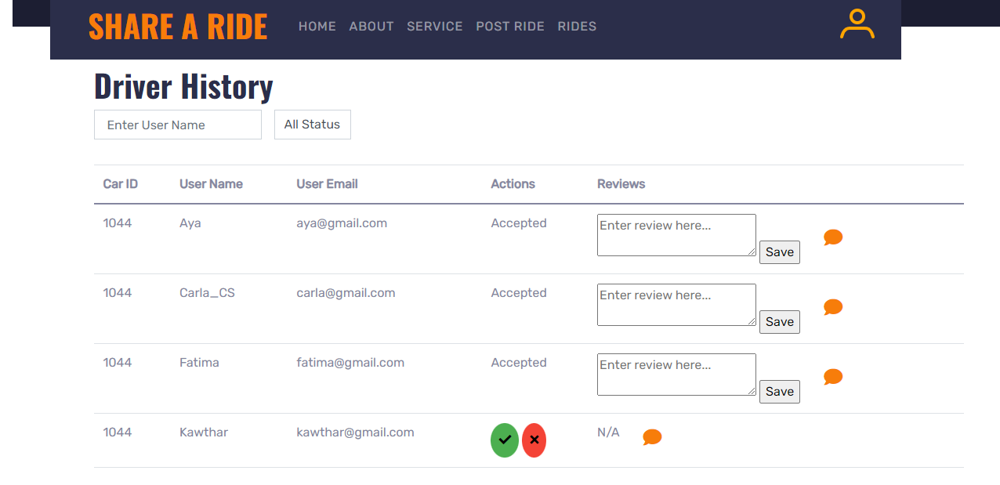 SHARE A RIDE HOME ABOUT SERVICE POST RIDE RIDES
Driver History
Enter User Name All Status
Car ID User Name User Email Actions Reviews
1044 Aya aya@gmail.com Accepted Enter review here... Save
1044 Carla_CS carla@gmail.com Accepted Enter review here... Save
1044 Fatima fatima@gmail.com Accepted Enter review here... Save
1044 Kawthar kawthar@gmail.com N/A